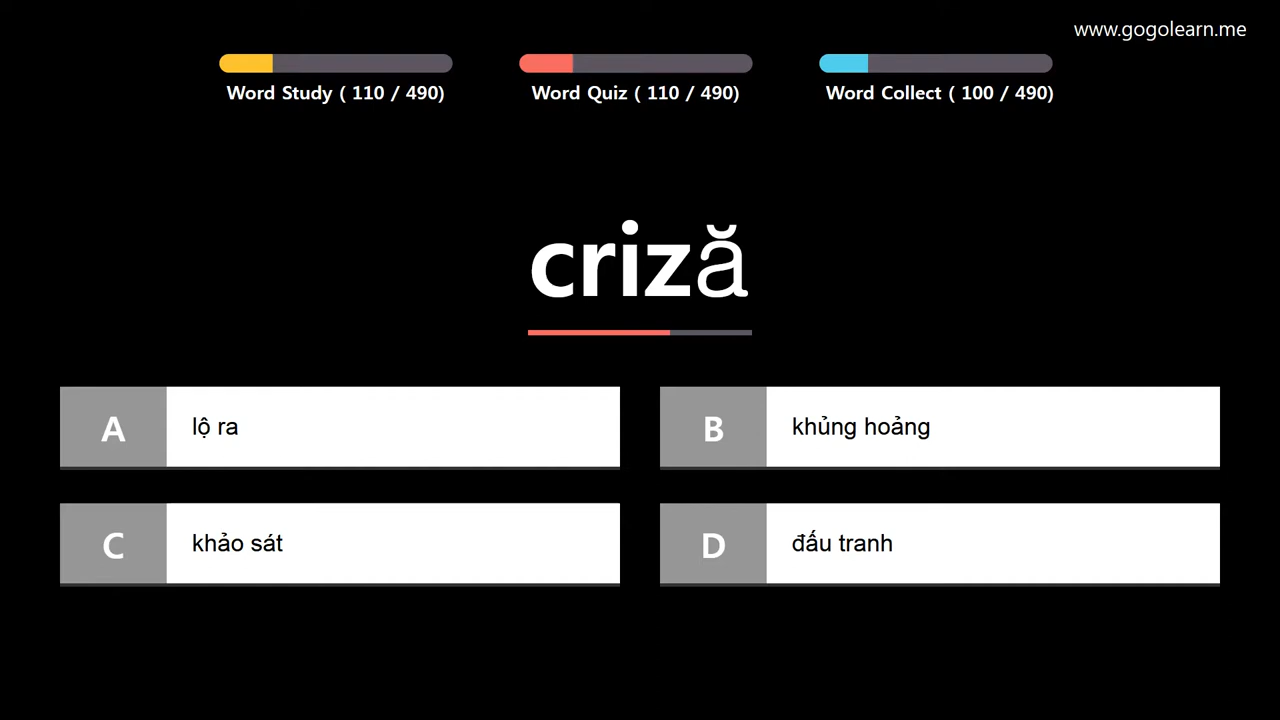 www.gogolearn.me
Word Study ( 110 / 490)
Word Quiz ( 110 / 490)
Word Collect ( 100 / 490)
criză
A lộ ra
B khủng hoảng
C khảo sát
D đấu tranh